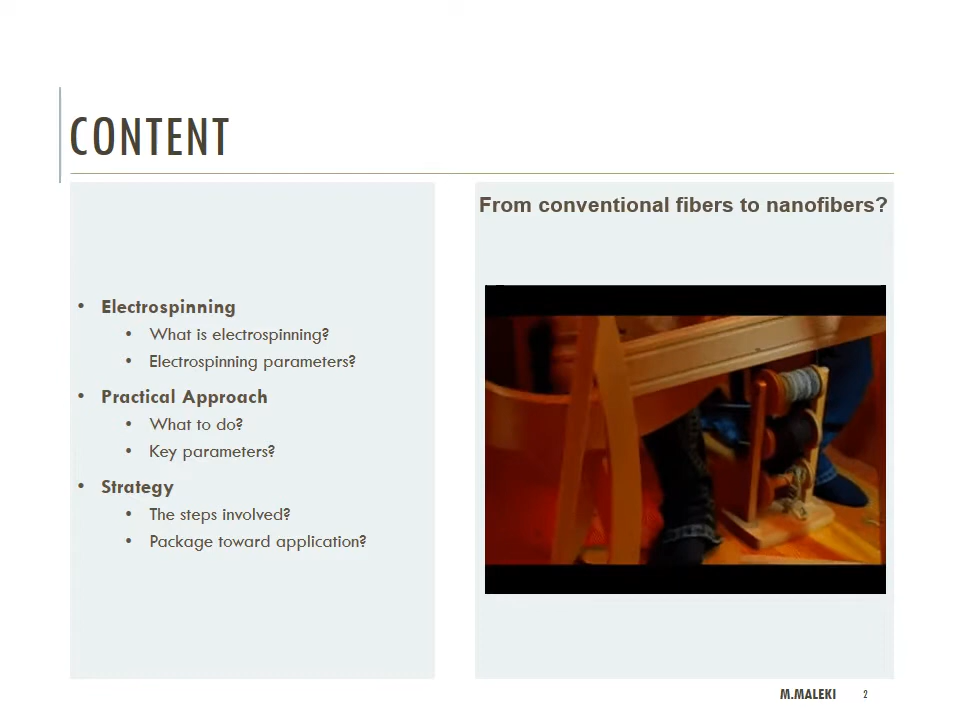 CONTENT
• Electrospinning
• What is electrospinning?
• Electrospinning parameters?
• Practical Approach
• What to do?
• Key parameters?
• Strategy
• The steps involved?
• Package toward application?
From conventional fibers to nanofibers?
M.MALEKI 2